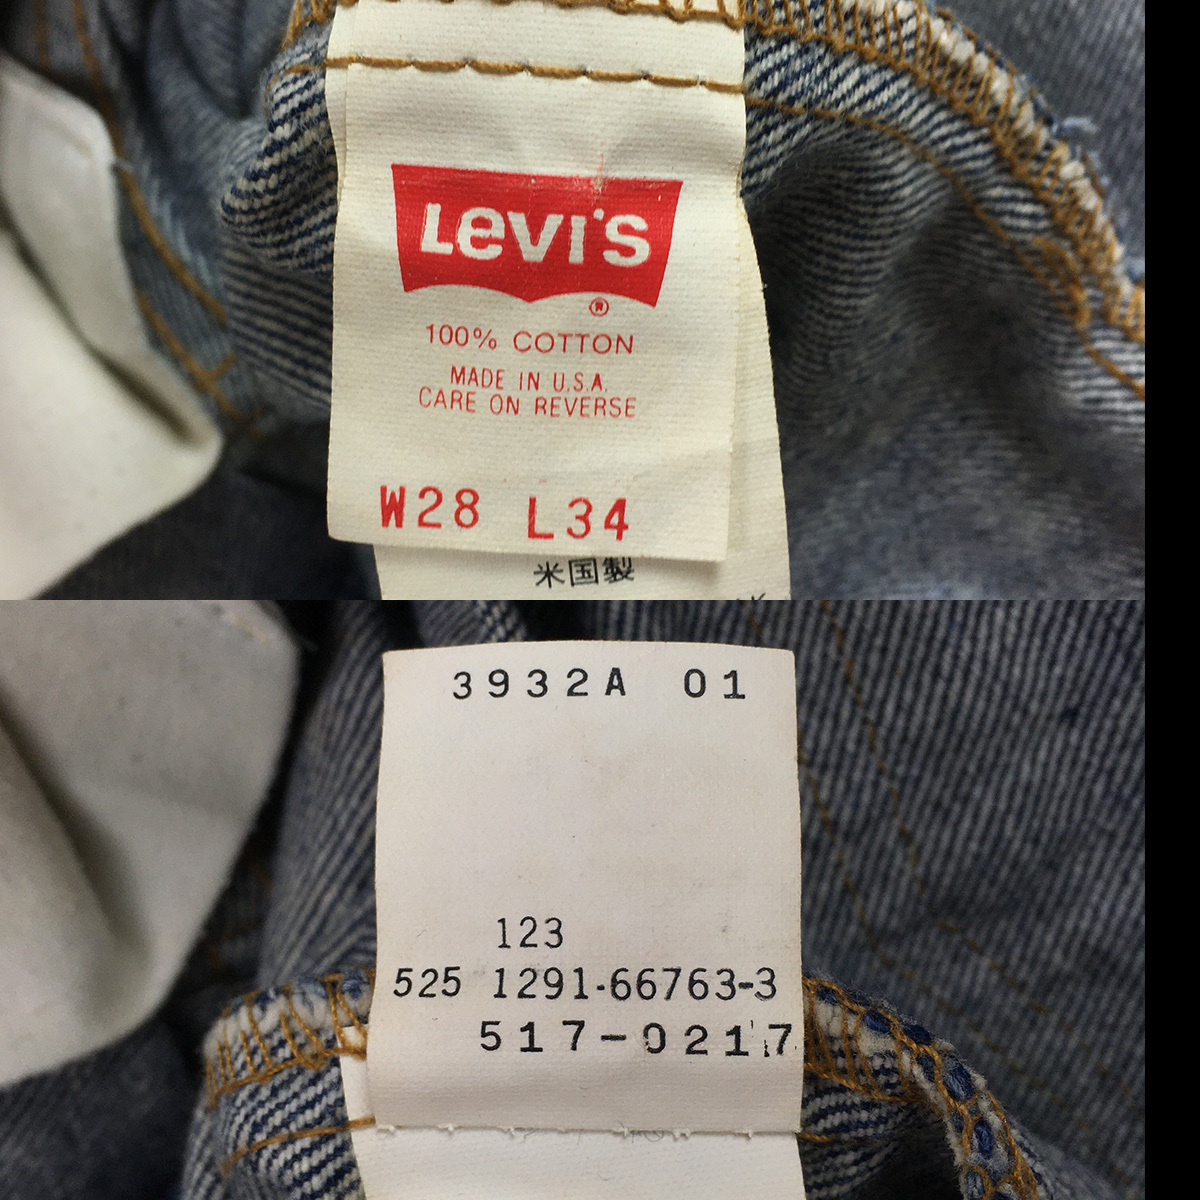 Levi's
®
100% COTTON
MADE IN U.S.A.
CARE ON REVERSE
W28 L34
米国製
3932A 01
123
525 1291-66763-3
517-0217